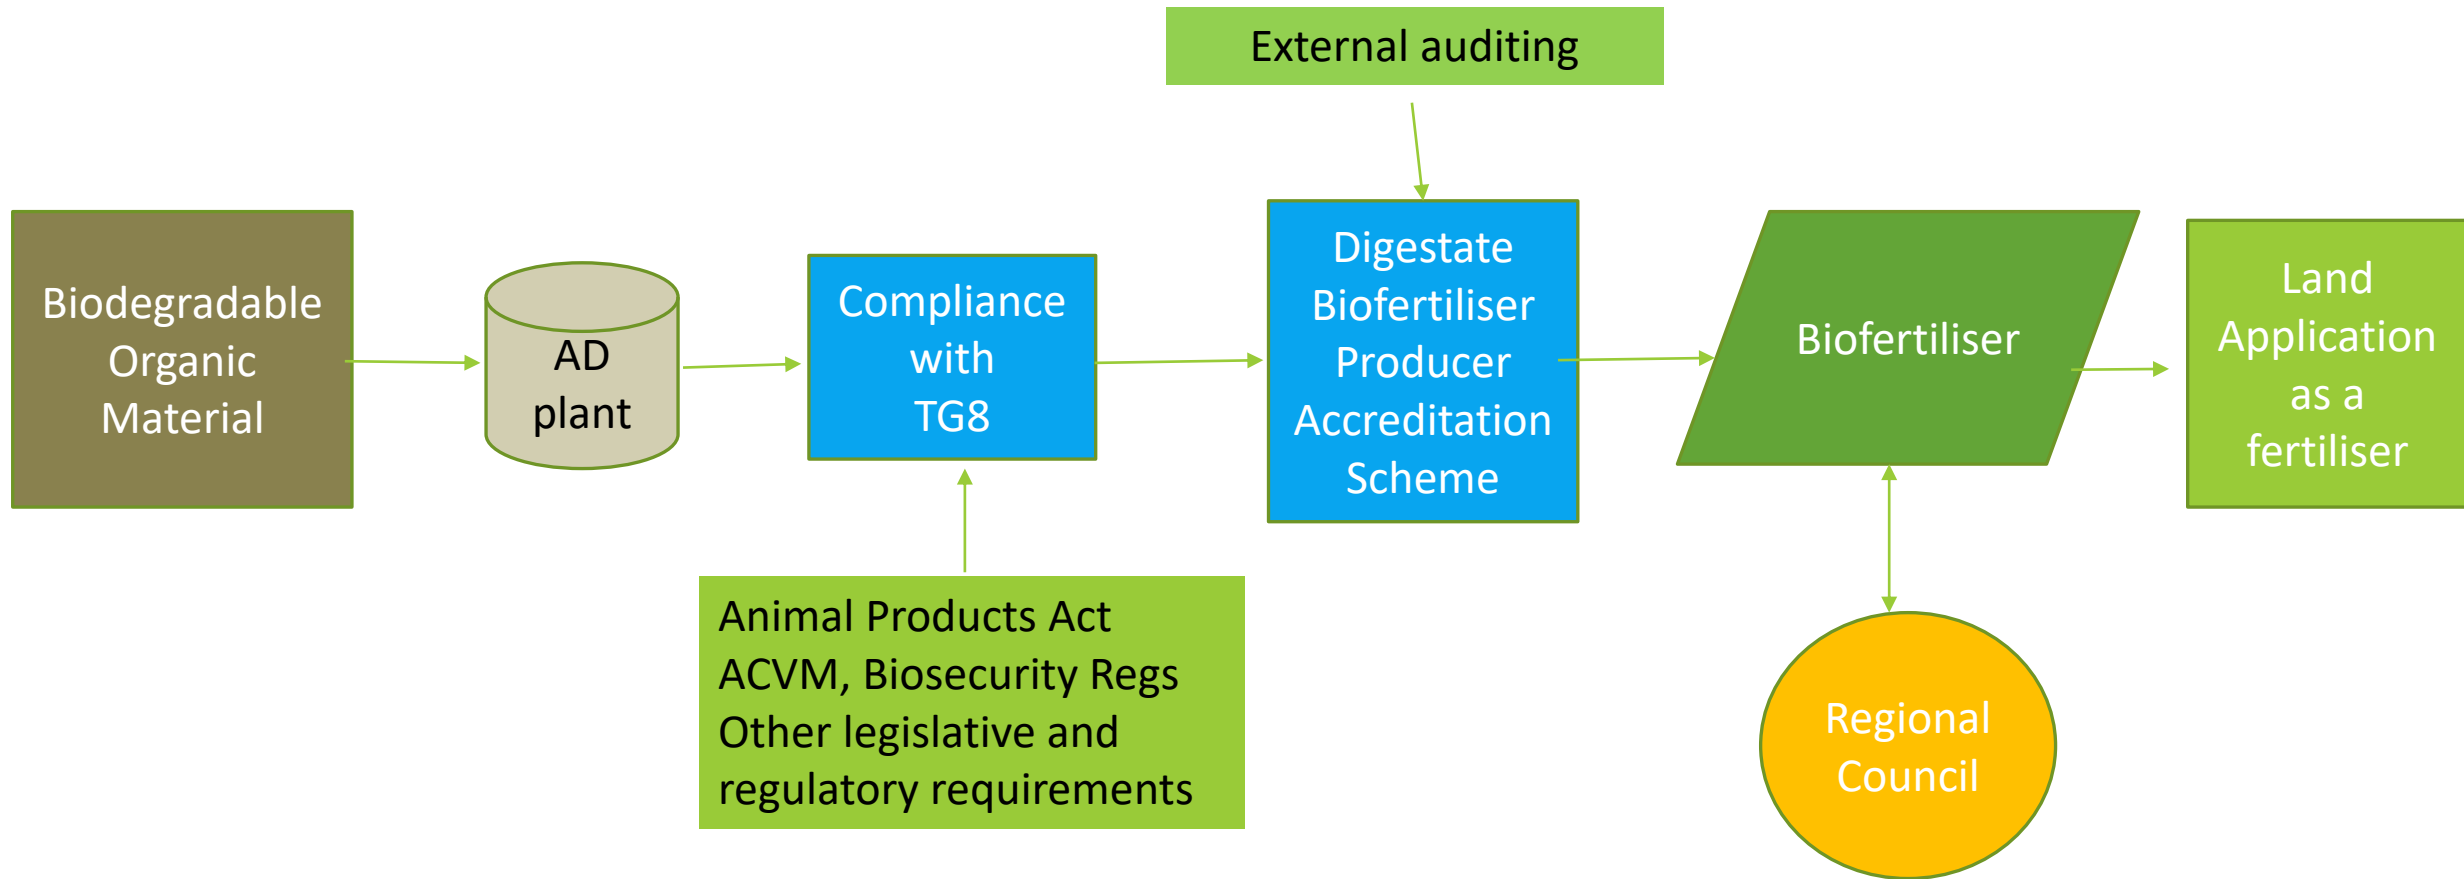 External auditing
Biodegradable
Organic
Material
AD
plant
Compliance
with
TG8
Digestate
Biofertiliser
Producer
Accreditation
Scheme
Biofertiliser
Land
Application
as a
fertiliser
Animal Products Act
ACVM, Biosecurity Regs
Other legislative and
regulatory requirements
Regional
Council